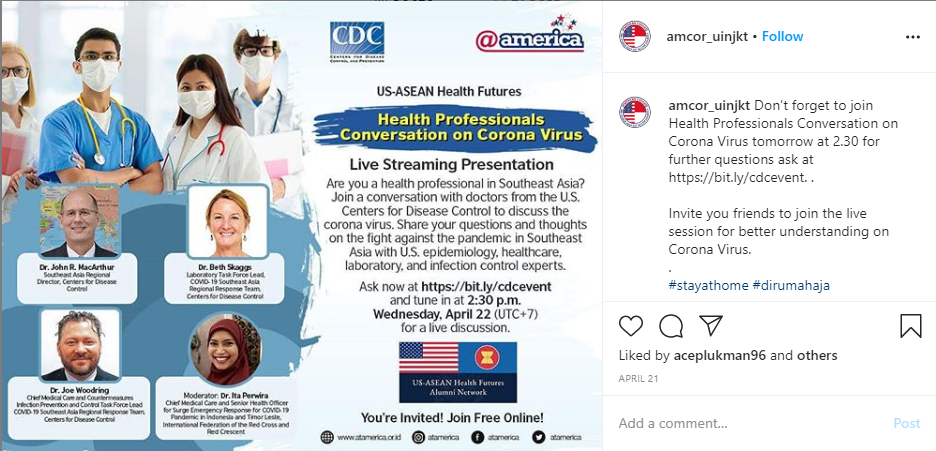 CDC
CENTERS FOR DISEASE
CONTROL AND PREVENTION
@america
US-ASEAN Health Futures
Health Professionals
Conversation on Corona Virus
Live Streaming Presentation
Are you a health professional in Southeast Asia?
Join a conversation with doctors from the U.S.
Centers for Disease Control to discuss the
corona virus. Share your questions and thoughts
on the fight against the pandemic in Southeast
Asia with U.S. epidemiology, healthcare,
laboratory, and infection control experts.
Ask now at https://bit.ly/cdcevent
and tune in at 2:30 p.m.
Wednesday, April 22 (UTC+7)
for a live discussion.
US-ASEAN Health Futures
Alumni Network
You're Invited! Join Free Online!
www.atamerica.or.id atamerica atamerica atamerica
Dr. John R. MacArthur
Southeast Asia Regional
Director, Centers for Disease
Control
Dr. Beth Skaggs
Laboratory Task Force Lead,
COVID-19 Southeast Asia
Regional Response Team,
Centers for Disease Control
Dr. Joe Woodring
Chief Medical Care and Countermeasures
Infection Prevention and Control Task Force Lead
COVID-19 Southeast Asia Regional Response Team,
Centers for Disease Control
Moderator: Dr. Ita Perwira
Chief Medical Care and Senior Health Officer
for Surge Emergency Response for COVID-19
Pandemic in Indonesia and Timor Leste,
International Federation of the Red Cross and
Red Crescent
amcor_uinjkt • Follow
amcor_uinjkt Don't forget to join
Health Professionals Conversation on
Corona Virus tomorrow at 2.30 for
further questions ask at
https://bit.ly/cdcevent. .
Invite you friends to join the live
session for better understanding on
Corona Virus.
.
#stayathome #dirumahaja
Liked by aceplukman96 and others
APRIL 21
Add a comment...
Post